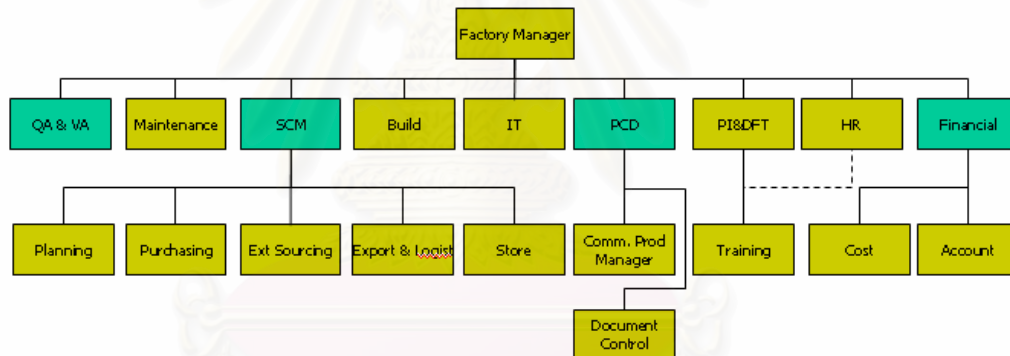 Factory Manager
QA & VA
Maintenance
SCM
Build
IT
PCD
PI&DFT
HR
Financial
Planning
Purchasing
Ext Sourcing
Export & Logist
Store
Comm. Prod
Manager
Training
Cost
Account
Document
Control